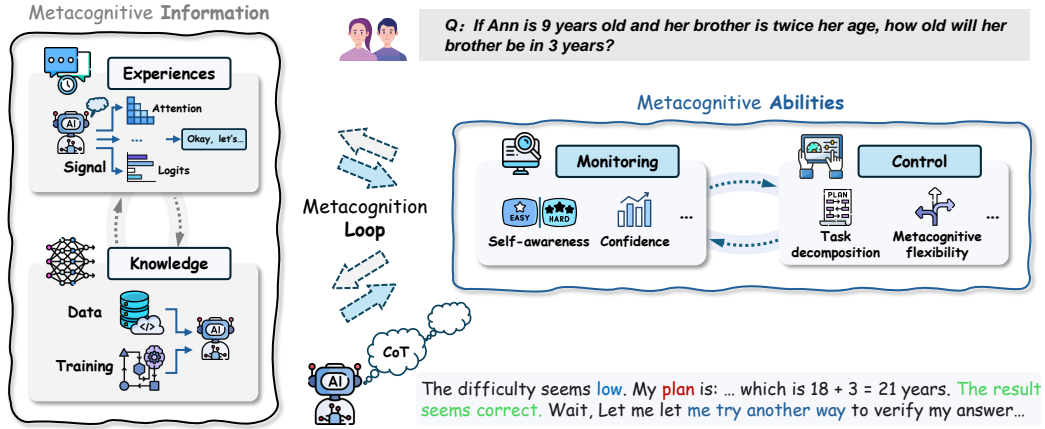 Metacognitive Information
Experiences
AI
Attention
...
Okay, let's...
Signal
Logits
Knowledge
Data
</>
AI
Training
Q: If Ann is 9 years old and her brother is twice her age, how old will her
brother be in 3 years?
Metacognition
Loop
Metacognitive Abilities
Monitoring
EASY
HARD
Self-awareness
Confidence
...
Control
PLAN
Task
decomposition
Metacognitive
flexibility
...
CoT
AI
The difficulty seems low. My plan is: ... which is 18 + 3 = 21 years. The result
seems correct. Wait, Let me let me try another way to verify my answer...